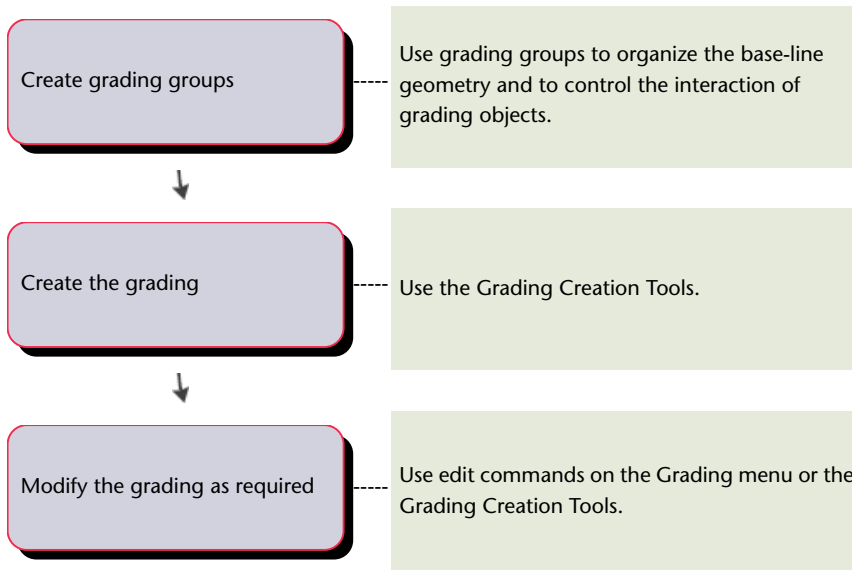 Create grading groups
Use grading groups to organize the base-line
geometry and to control the interaction of
grading objects.
Create the grading
Use the Grading Creation Tools.
Modify the grading as required
Use edit commands on the Grading menu or the
Grading Creation Tools.